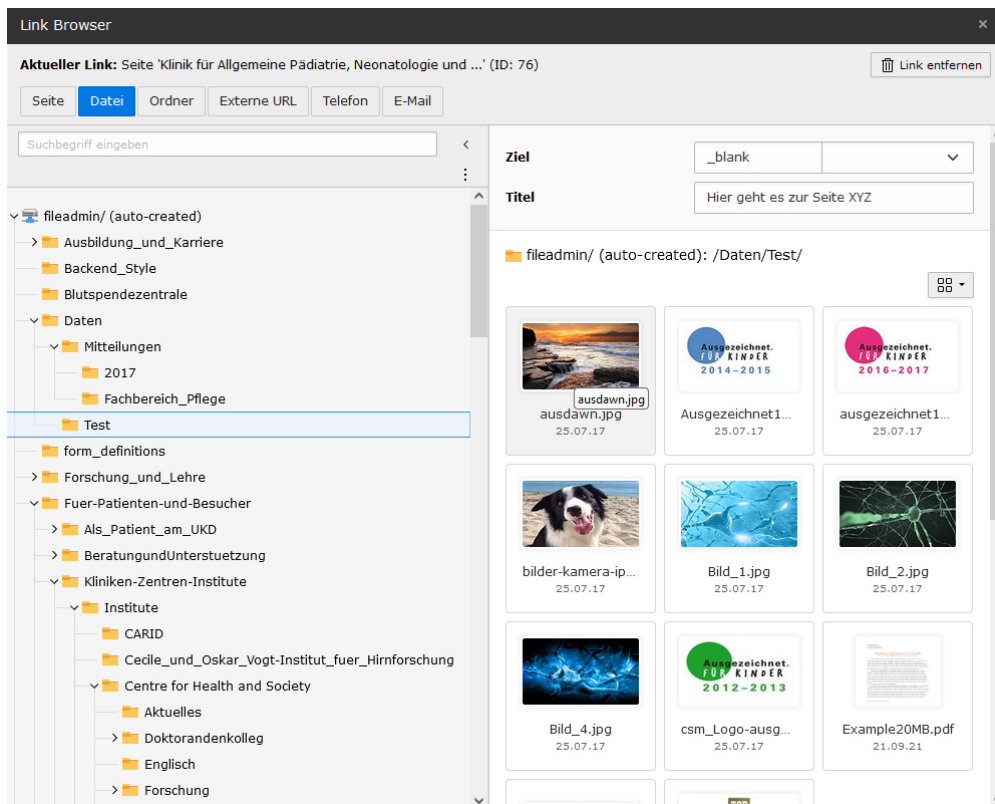 Link Browser
×
Aktueller Link: Seite 'Klinik für Allgemeine Pädiatrie, Neonatologie und ...' (ID: 76)
Link entfernen
Seite Datei Ordner Externe URL Telefon E-Mail
Suchbegriff eingeben
fileadmin/ (auto-created)
Ausbildung_und_Karriere
Backend_Style
Blutspendezentrale
Daten
Mitteilungen
2017
Fachbereich_Pflege
Test
form_definitions
Forschung_und_Lehre
Fuer-Patienten-und-Besucher
Als_Patient_am_UKD
BeratungundUnterstuetzung
Kliniken-Zentren-Institute
Institute
CARID
Cecile_und_Oskar_Vogt-Institut_fuer_Hirnforschung
Centre for Health and Society
Aktuelles
Doktorandenkolleg
Englisch
Forschung
Ziel _blank
Titel Hier geht es zur Seite XYZ
fileadmin/ (auto-created): /Daten/Test/
ausdawn.jpg
ausdawn.jpg
25.07.17
Ausgezeichnet.
FÜR KINDER
2014–2015
Ausgezeichnet1...
25.07.17
Ausgezeichnet.
FÜR KINDER
2016–2017
ausgezeichnet1...
25.07.17
bilder-kamera-ip...
25.07.17
Bild_1.jpg
25.07.17
Bild_2.jpg
25.07.17
Bild_4.jpg
25.07.17
Ausgezeichnet.
FÜR KINDER
2012–2013
csm_Logo-ausg...
25.07.17
Example20MB.pdf
21.09.21